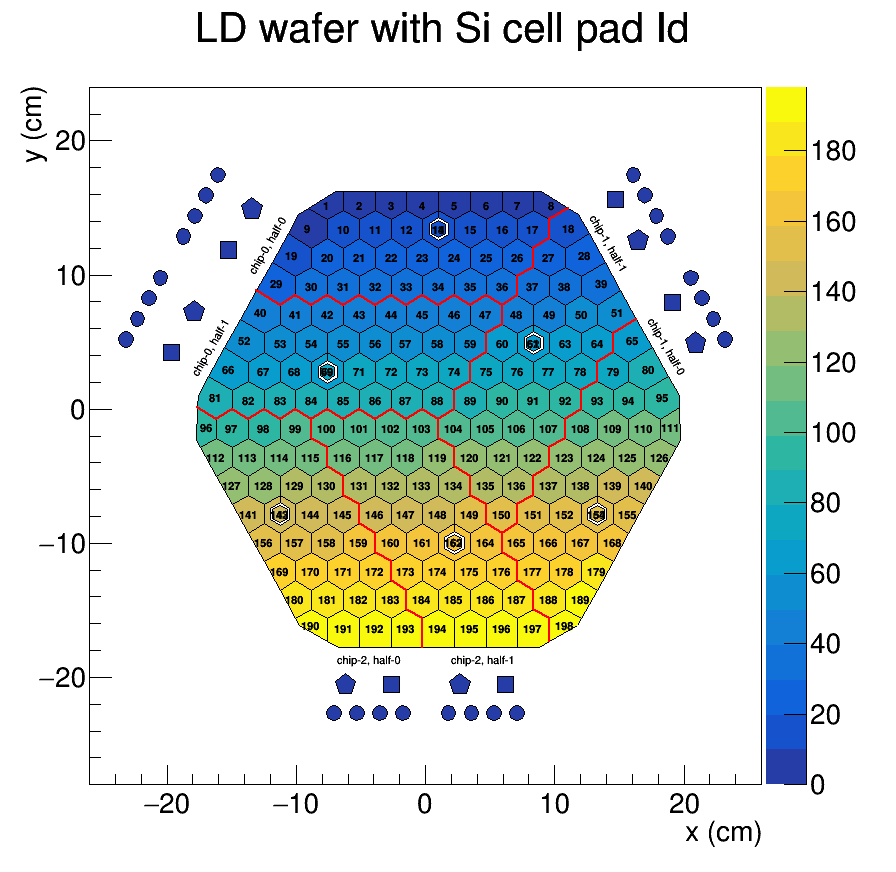 LD wafer with Si cell pad Id
y (cm)
20
10
0
−10
−20
−20 −10 0 10 20
x (cm)
180
160
140
120
100
80
60
40
20
0
chip-0, half-0
chip-0, half-1
chip-1, half-1
chip-1, half-0
chip-2, half-0
chip-2, half-1
1 2 3 4 5 6 7 8
9 10 11 12 14 15 16 17 18
19 20 21 22 23 24 25 26 27 28
29 30 31 32 33 34 35 36 37 38 39
40 41 42 43 44 45 46 47 48 49 50 51
52 53 54 55 56 57 58 59 60 63 64 65
66 67 68 71 72 73 74 75 76 77 78 79 80
81 82 83 84 85 86 87 88 89 90 91 92 93 94 95
96 97 98 99 100 101 102 103 104 105 106 107 108 109 110 111
112 113 114 115 116 117 118 119 120 121 122 123 124 125 126
127 128 129 130 131 132 133 134 135 136 137 138 139 140
141 144 145 146 147 148 149 150 151 152 155
156 157 158 159 160 161 164 165 166 167 168
169 170 171 172 173 174 175 176 177 178 179
180 181 182 183 184 185 186 187 188 189
190 191 192 193 194 195 196 197 198